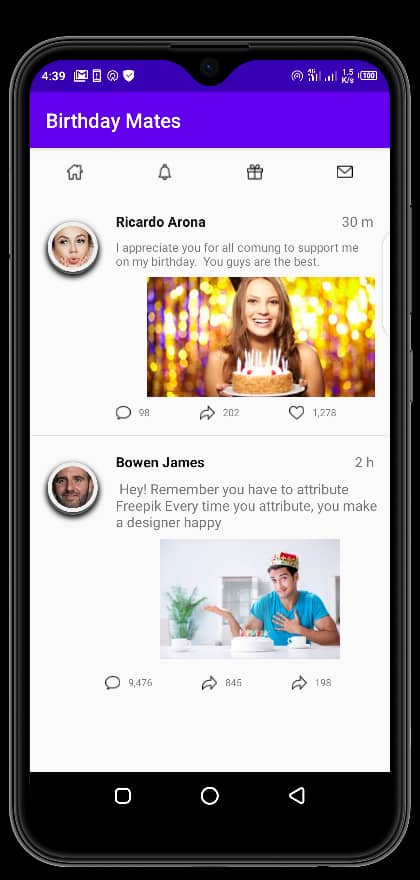 4:39 4G 1.5 K/s 100
Birthday Mates
Ricardo Arona 30 m
I appreciate you for all comung to support me
on my birthday. You guys are the best.
98 202 1,278
Bowen James 2 h
Hey! Remember you have to attribute
Freepik Every time you attribute, you make
a designer happy
9,476 845 198